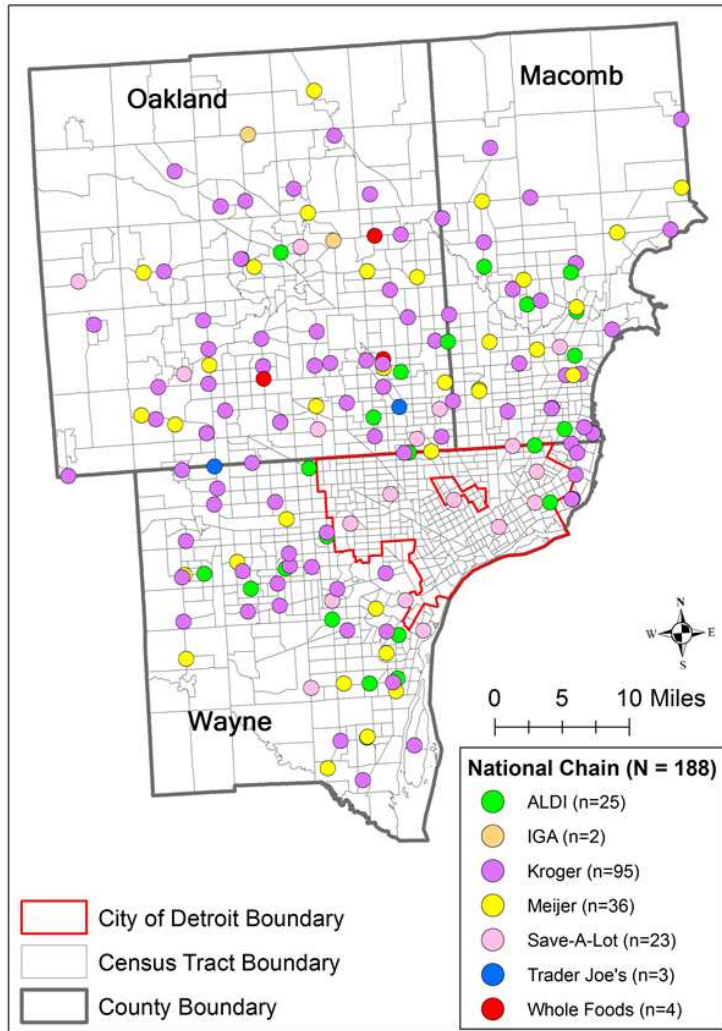 Oakland
Macomb
Wayne
N
W E
S
0 5 10 Miles
National Chain (N = 188)
ALDI (n=25)
IGA (n=2)
Kroger (n=95)
Meijer (n=36)
Save-A-Lot (n=23)
Trader Joe's (n=3)
Whole Foods (n=4)
City of Detroit Boundary
Census Tract Boundary
County Boundary